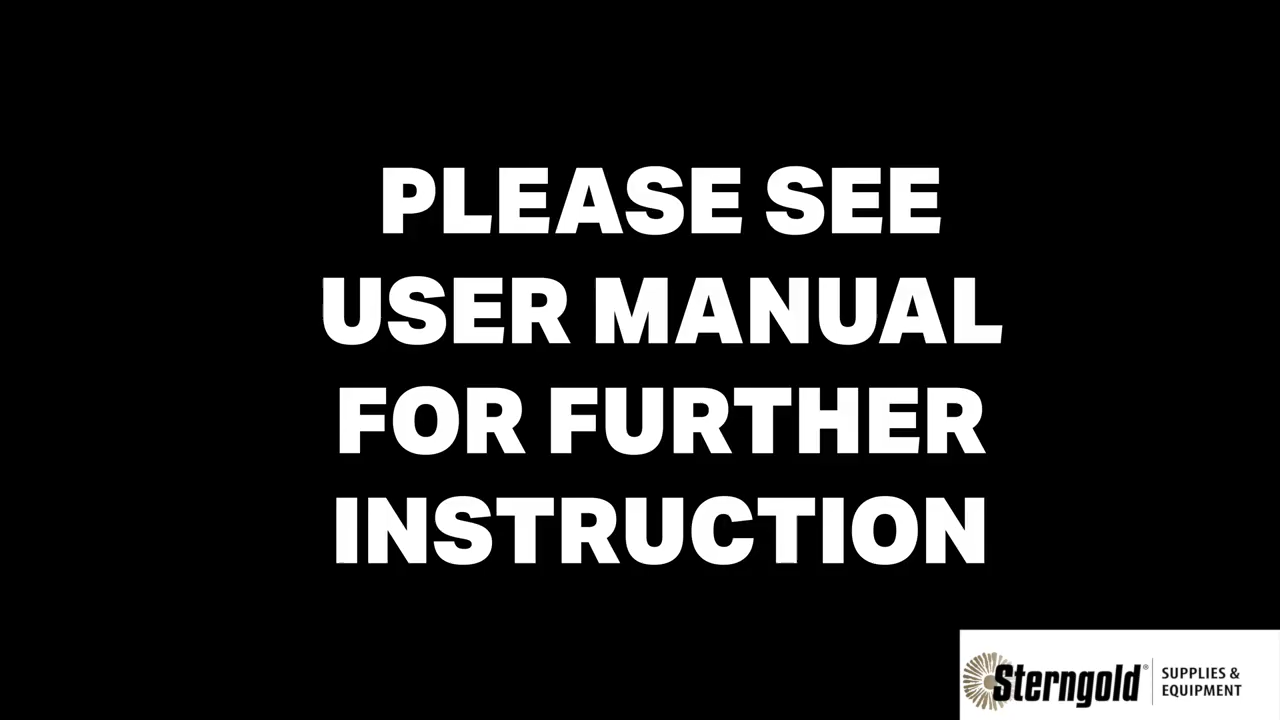 PLEASE SEE
USER MANUAL
FOR FURTHER
INSTRUCTION
Sterngold® | SUPPLIES &
EQUIPMENT